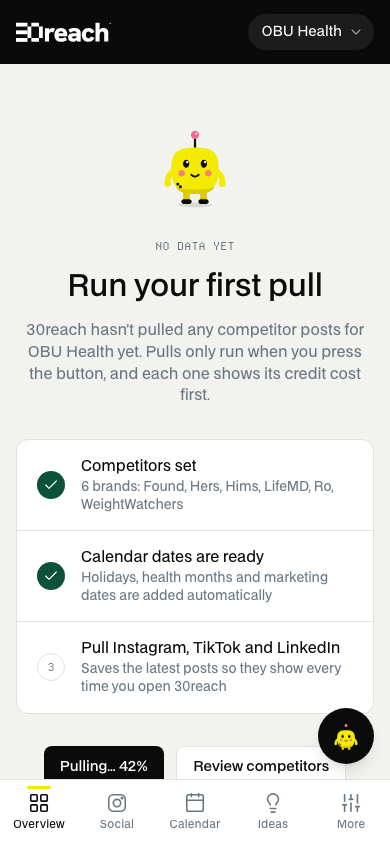 30reach
OBU Health
NO DATA YET
Run your first pull
30reach hasn't pulled any competitor posts for
OBU Health yet. Pulls only run when you press
the button, and each one shows its credit cost
first.
Competitors set
6 brands: Found, Hers, Hims, LifeMD, Ro,
WeightWatchers
Calendar dates are ready
Holidays, health months and marketing
dates are added automatically
3
Pull Instagram, TikTok and LinkedIn
Saves the latest posts so they show every
time you open 30reach
Pulling... 42%
Review competitors
Overview
Social
Calendar
Ideas
More